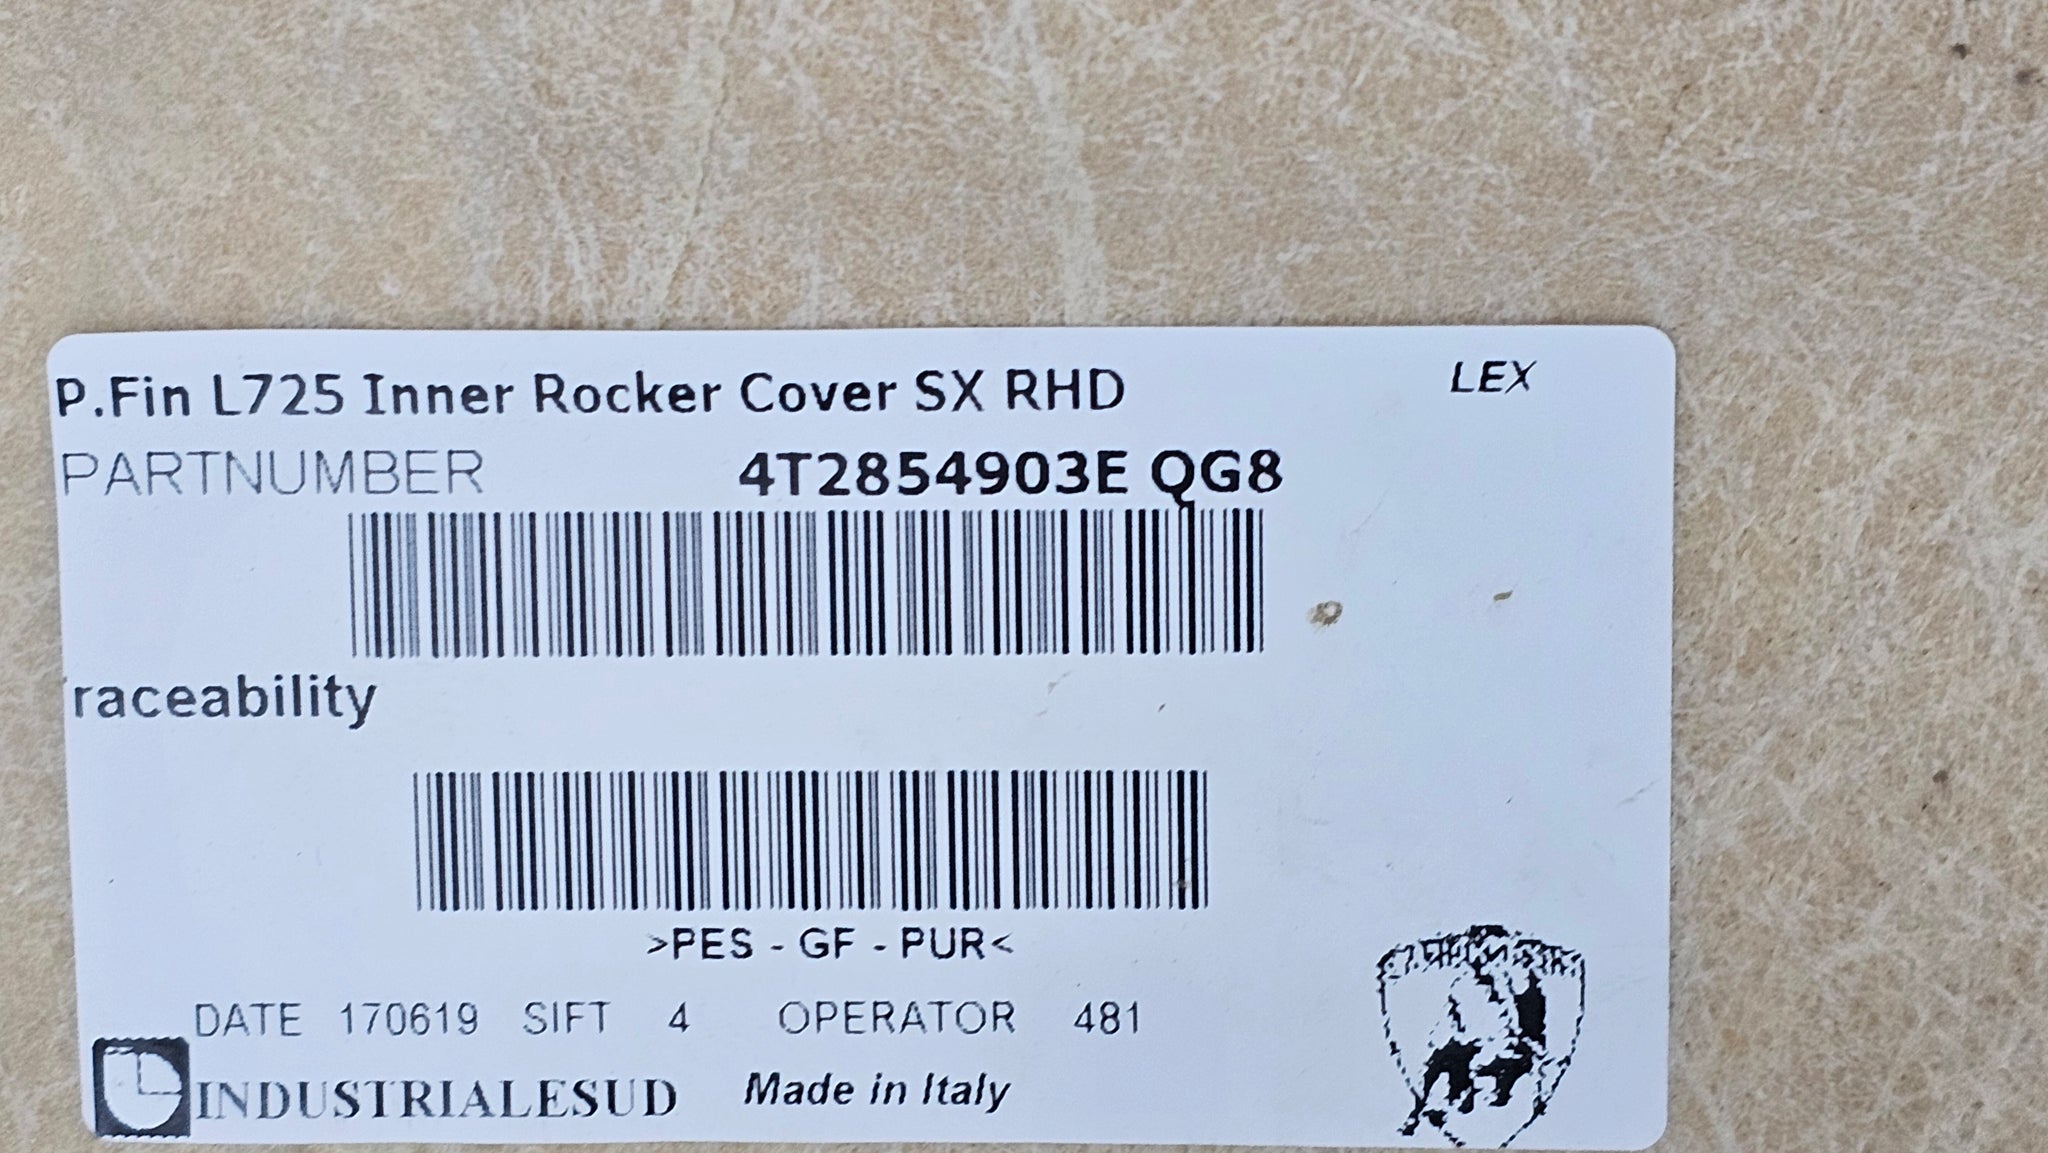 P.Fin L725 Inner Rocker Cover SX RHD
LEX
PARTNUMBER 4T2854903E QG8
raceability
>PES - GF - PUR<
DATE 170619 SIFT 4 OPERATOR 481
INDUSTRIALESUD Made in Italy